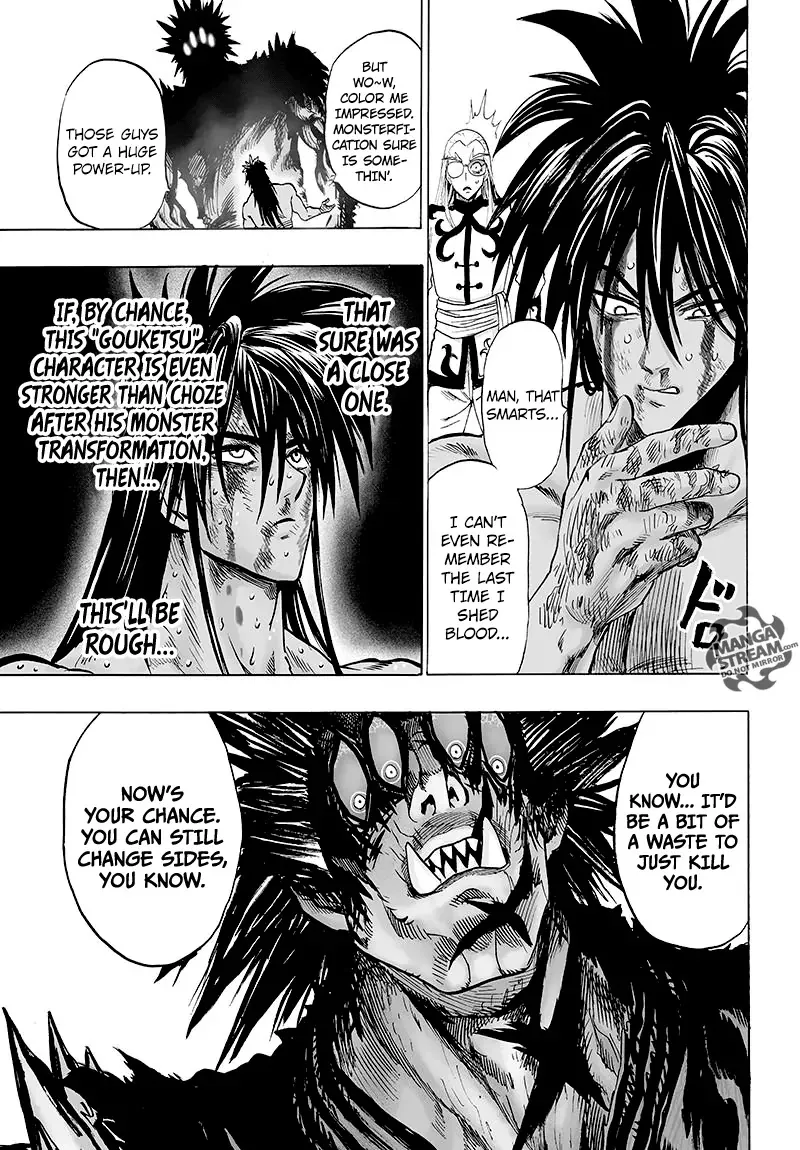 MAN, THAT
SMARTS...
I CAN'T
EVEN RE-
MEMBER
THE LAST
TIME I
SHED
BLOOD...
ドロ
MANGA
STREAM.com
DO NOT MIRROR
BUT
WO~W,
COLOR ME
IMPRESSED.
MONSTERFI-
CATION SURE
IS SOME-
THIN'.
THOSE GUYS
GOT A HUGE
POWER-UP.
THAT
SURE WAS
A CLOSE
ONE.
IF, BY CHANCE,
THIS "GOUKETSU"
CHARACTER IS EVEN
STRONGER THAN CHOZE
AFTER HIS MONSTER
TRANSFORMATION,
THEN...
THIS'LL BE
ROUGH...
YOU
KNOW... IT'D
BE A BIT OF
A WASTE TO
JUST KILL
YOU.
NOW'S
YOUR CHANCE.
YOU CAN STILL
CHANGE SIDES,
YOU KNOW.